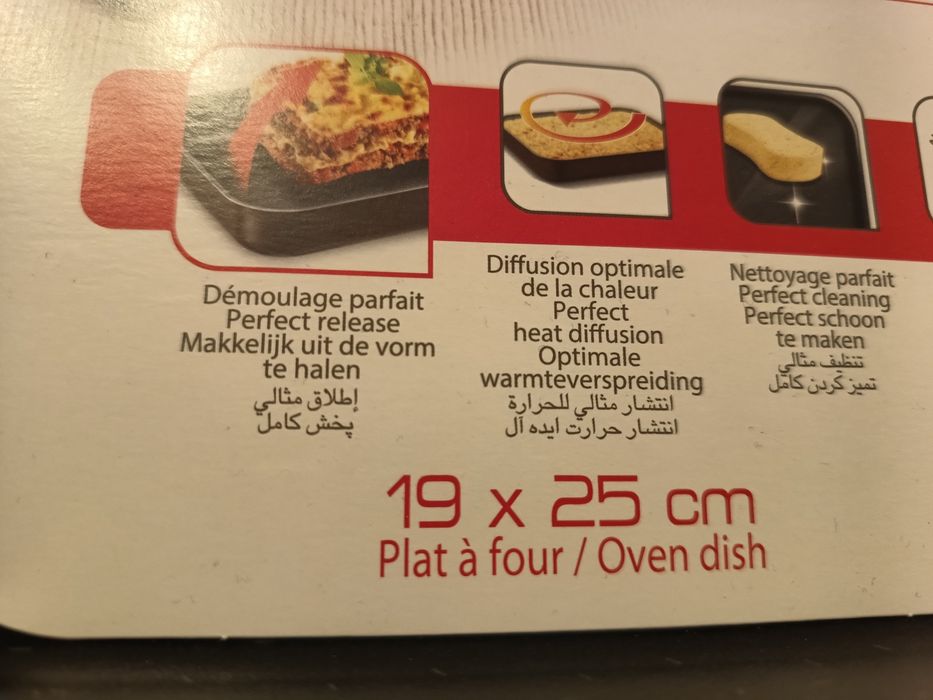 Démoulage parfait
Perfect release
Makkelijk uit de vorm
te halen
إطلاق مثالي
پخش کامل
Diffusion optimale
de la chaleur
Perfect
heat diffusion
Optimale
warmteverspreiding
انتشار مثالي للحرارة
انتشار حرارت ایده آل
Nettoyage parfait
Perfect cleaning
Perfect schoon
te maken
تنظيف مثالي
تمیز کردن کامل
19 x 25 cm
Plat à four / Oven dish